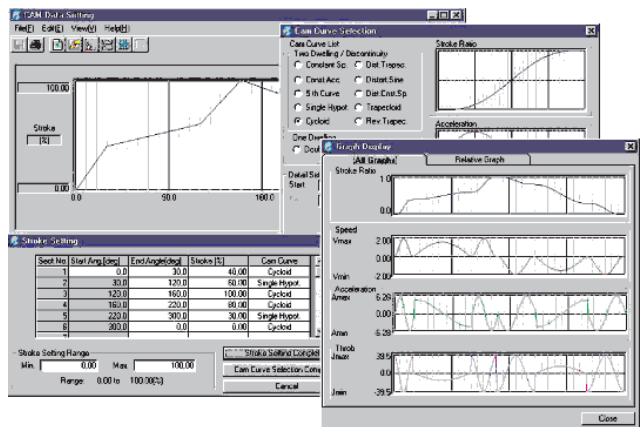 CAM Data Setting
File(F) Edit(E) View(V) Help(H)
100.00
Stroke
[%]
0.00
0.0 90.0 180.0
Cam Curve Selection
Cam Curve List
Two Dwelling / Discontinuity
Constant Sp. Dist.Trapec.
Const.Acc. Distort.Sine
5 th Curve Dist.Cnst.Sp.
Single Hypot. Trapecloid
Cycloid Rev.Trapec.
One Dwelling
Detail Set
Start
Stroke Ratio
Acceleration
Graph Display
[All Graphs] Relative Graph
Stroke Ratio
1.0
0.0
Speed
Vmax 2.00
0.00
Vmin -2.00
Acceleration
Amax 6.28
0.00
Amin -6.28
Throb
Jmax 39.5
0.0
Jmin -39.5
Close
Stroke Setting
Sect No. Start Ang.[deg] End Angle[deg] Stroke [%] Cam Curve
1 0.0 30.0 40.00 Cycloid
2 30.0 120.0 60.00 Single Hypot.
3 120.0 160.0 100.00 Cycloid
4 160.0 220.0 80.00 Cycloid
5 220.0 300.0 30.00 Single Hypot.
6 300.0 0.0 0.00 Cycloid
Stroke Setting Range
Min. 0.00 Max. 100.00
Range: 0.00 to 100.00[%]
Stroke Setting Complet
Cam Curve Selection Comp
Cancel